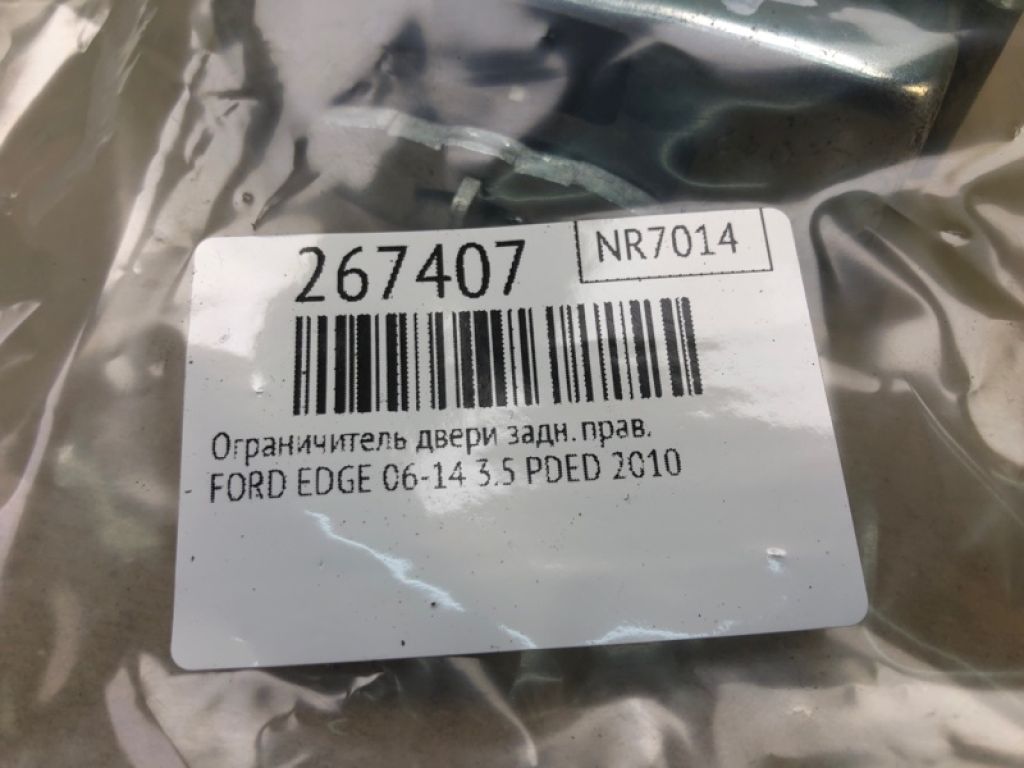 267407
NR7014
Ограничитель двери задн. прав.
FORD EDGE 06-14 3.5 PDED 2010